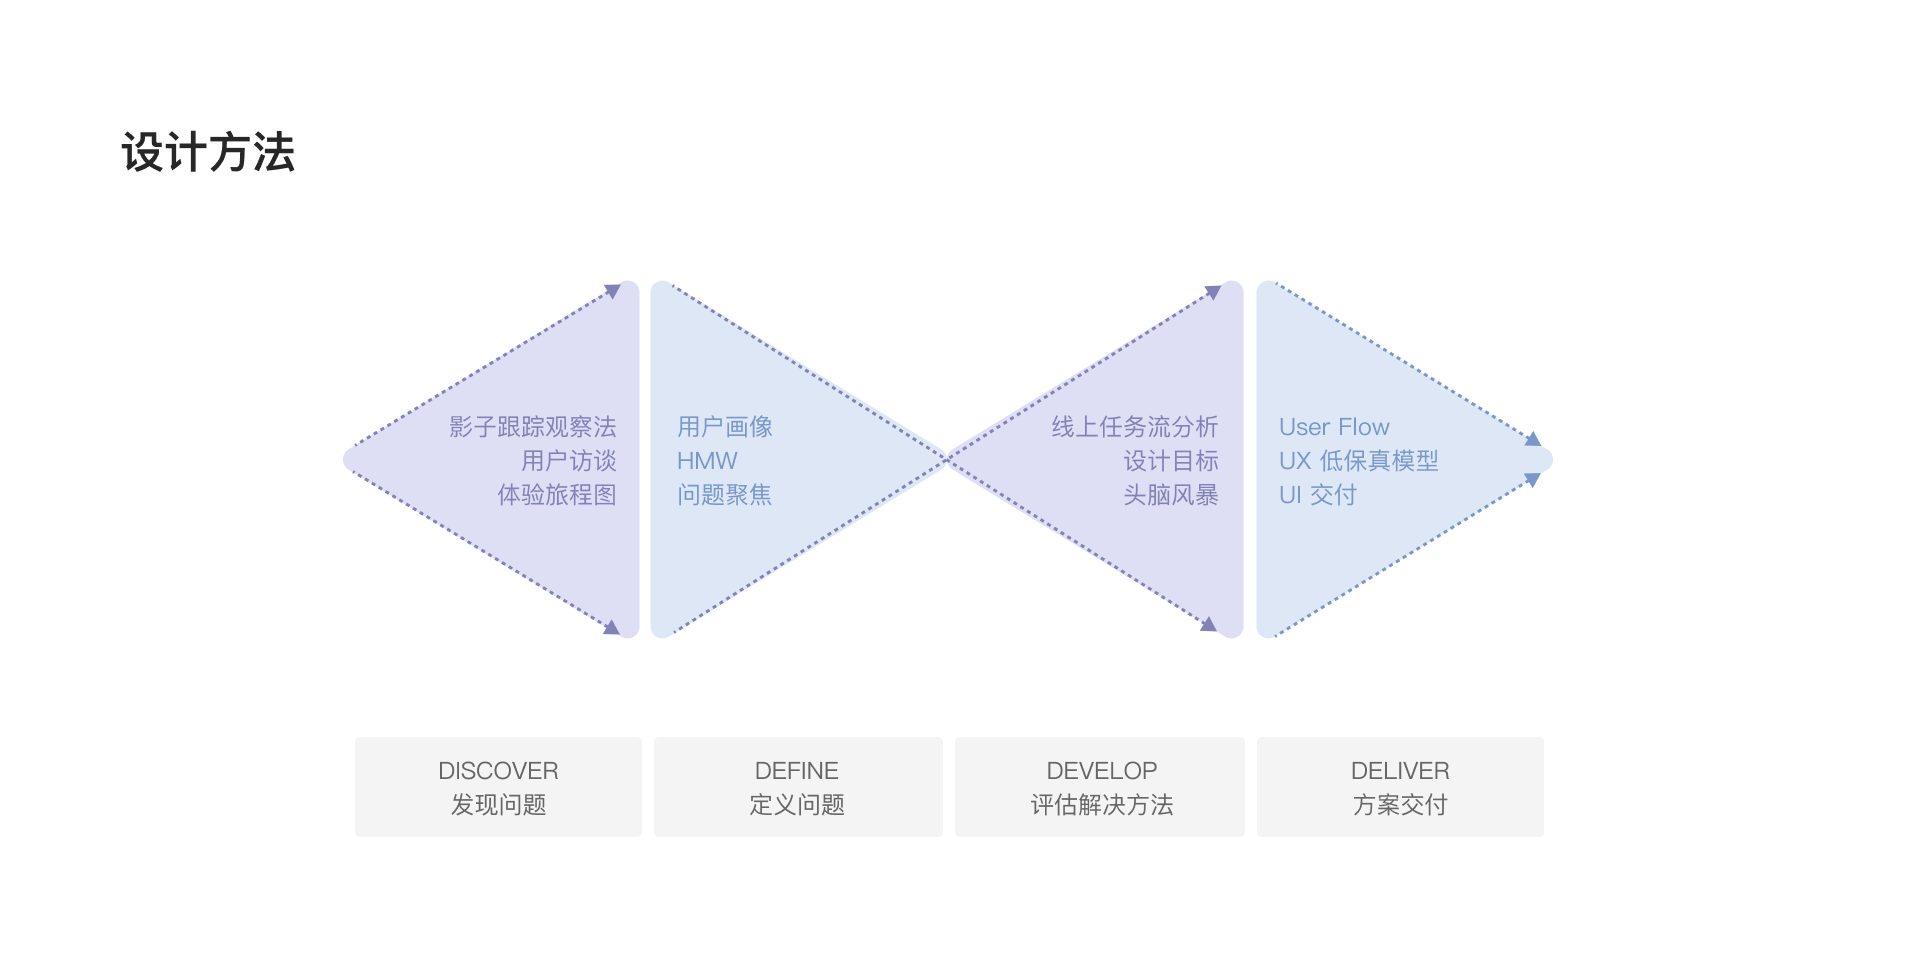 设计方法
影子跟踪观察法
用户访谈
体验旅程图
用户画像
HMW
问题聚焦
线上任务流分析
设计目标
头脑风暴
User Flow
UX 低保真模型
UI 交付
DISCOVER
发现问题
DEFINE
定义问题
DEVELOP
评估解决方法
DELIVER
方案交付